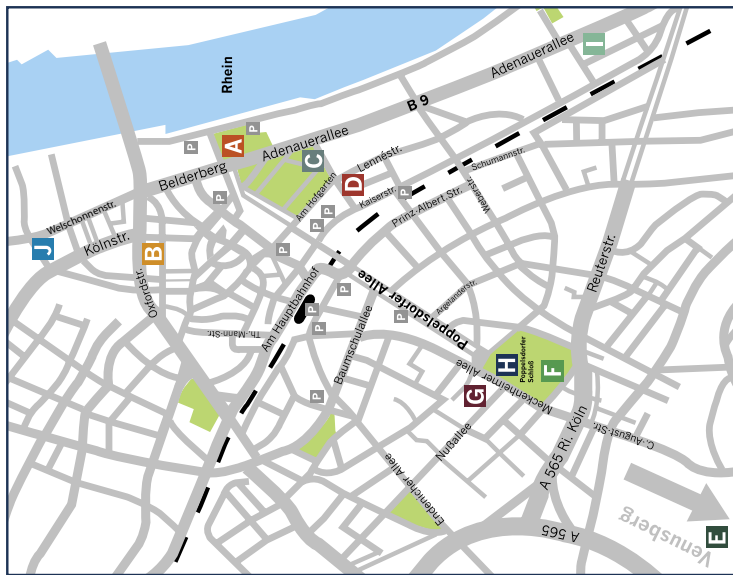 Rhein
Adenauerallee
I
B 9
P
P
A
Adenauerallee
C
Belderberg
Lennéstr.
Schumannstr.
D
Am Hofgarten
Kaiserstr.
P
P
Weberstr.
Prinz-Albert.Str.
Welschonnenstr.
P
P
J
Kölnstr.
B
P
Reuterstr.
Oxfordstr.
Am Hauptbahnhof
P
Poppelsdorfer Allee
Argelanderstr.
P
P
P
Th.-Mann-Str.
Baumschulallee
H
Poppelsdorfer
Schloß
F
Meckenheimer Allee
G
P
Nußallee
C.-August-Str.
A 565 Ri. Köln
Endenicher Allee
A 565
Venusberg
E